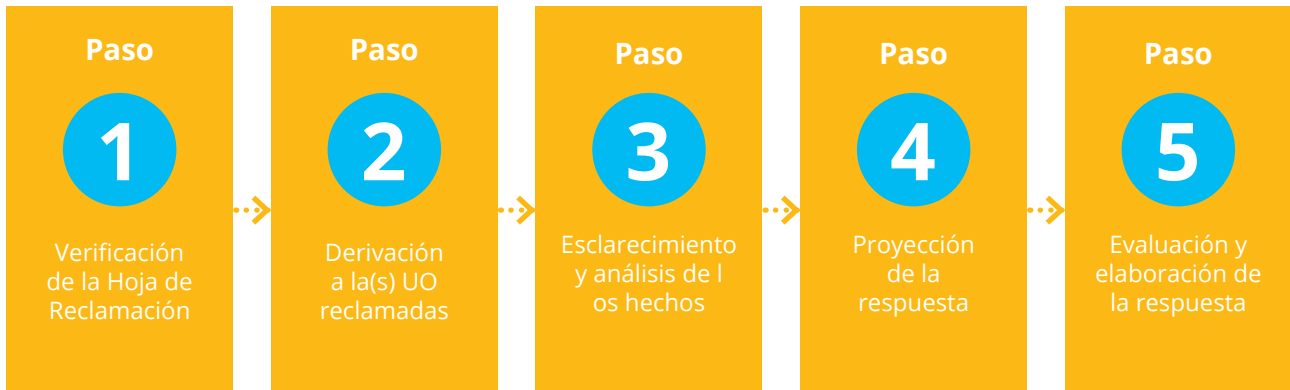 Paso
1
Verificación
de la Hoja de
Reclamación
Paso
2
Derivación
a la(s) UO
reclamadas
Paso
3
Esclarecimiento
y análisis de l
os hechos
Paso
4
Proyección
de la
respuesta
Paso
5
Evaluación y
elaboración de
la respuesta